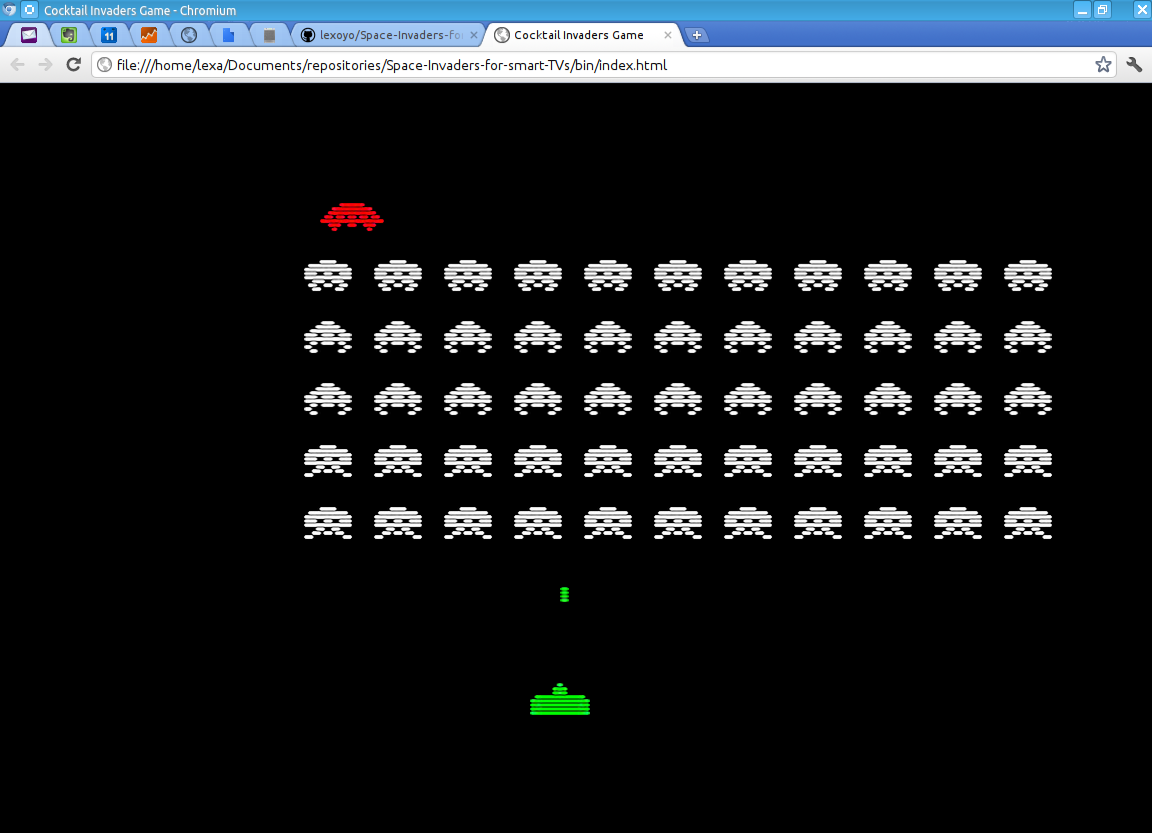 Cocktail Invaders Game - Chromium
11
lexoyo/Space-Invaders-fo
Cocktail Invaders Game
file:///home/lexa/Documents/repositories/Space-Invaders-for-smart-TVs/bin/index.html